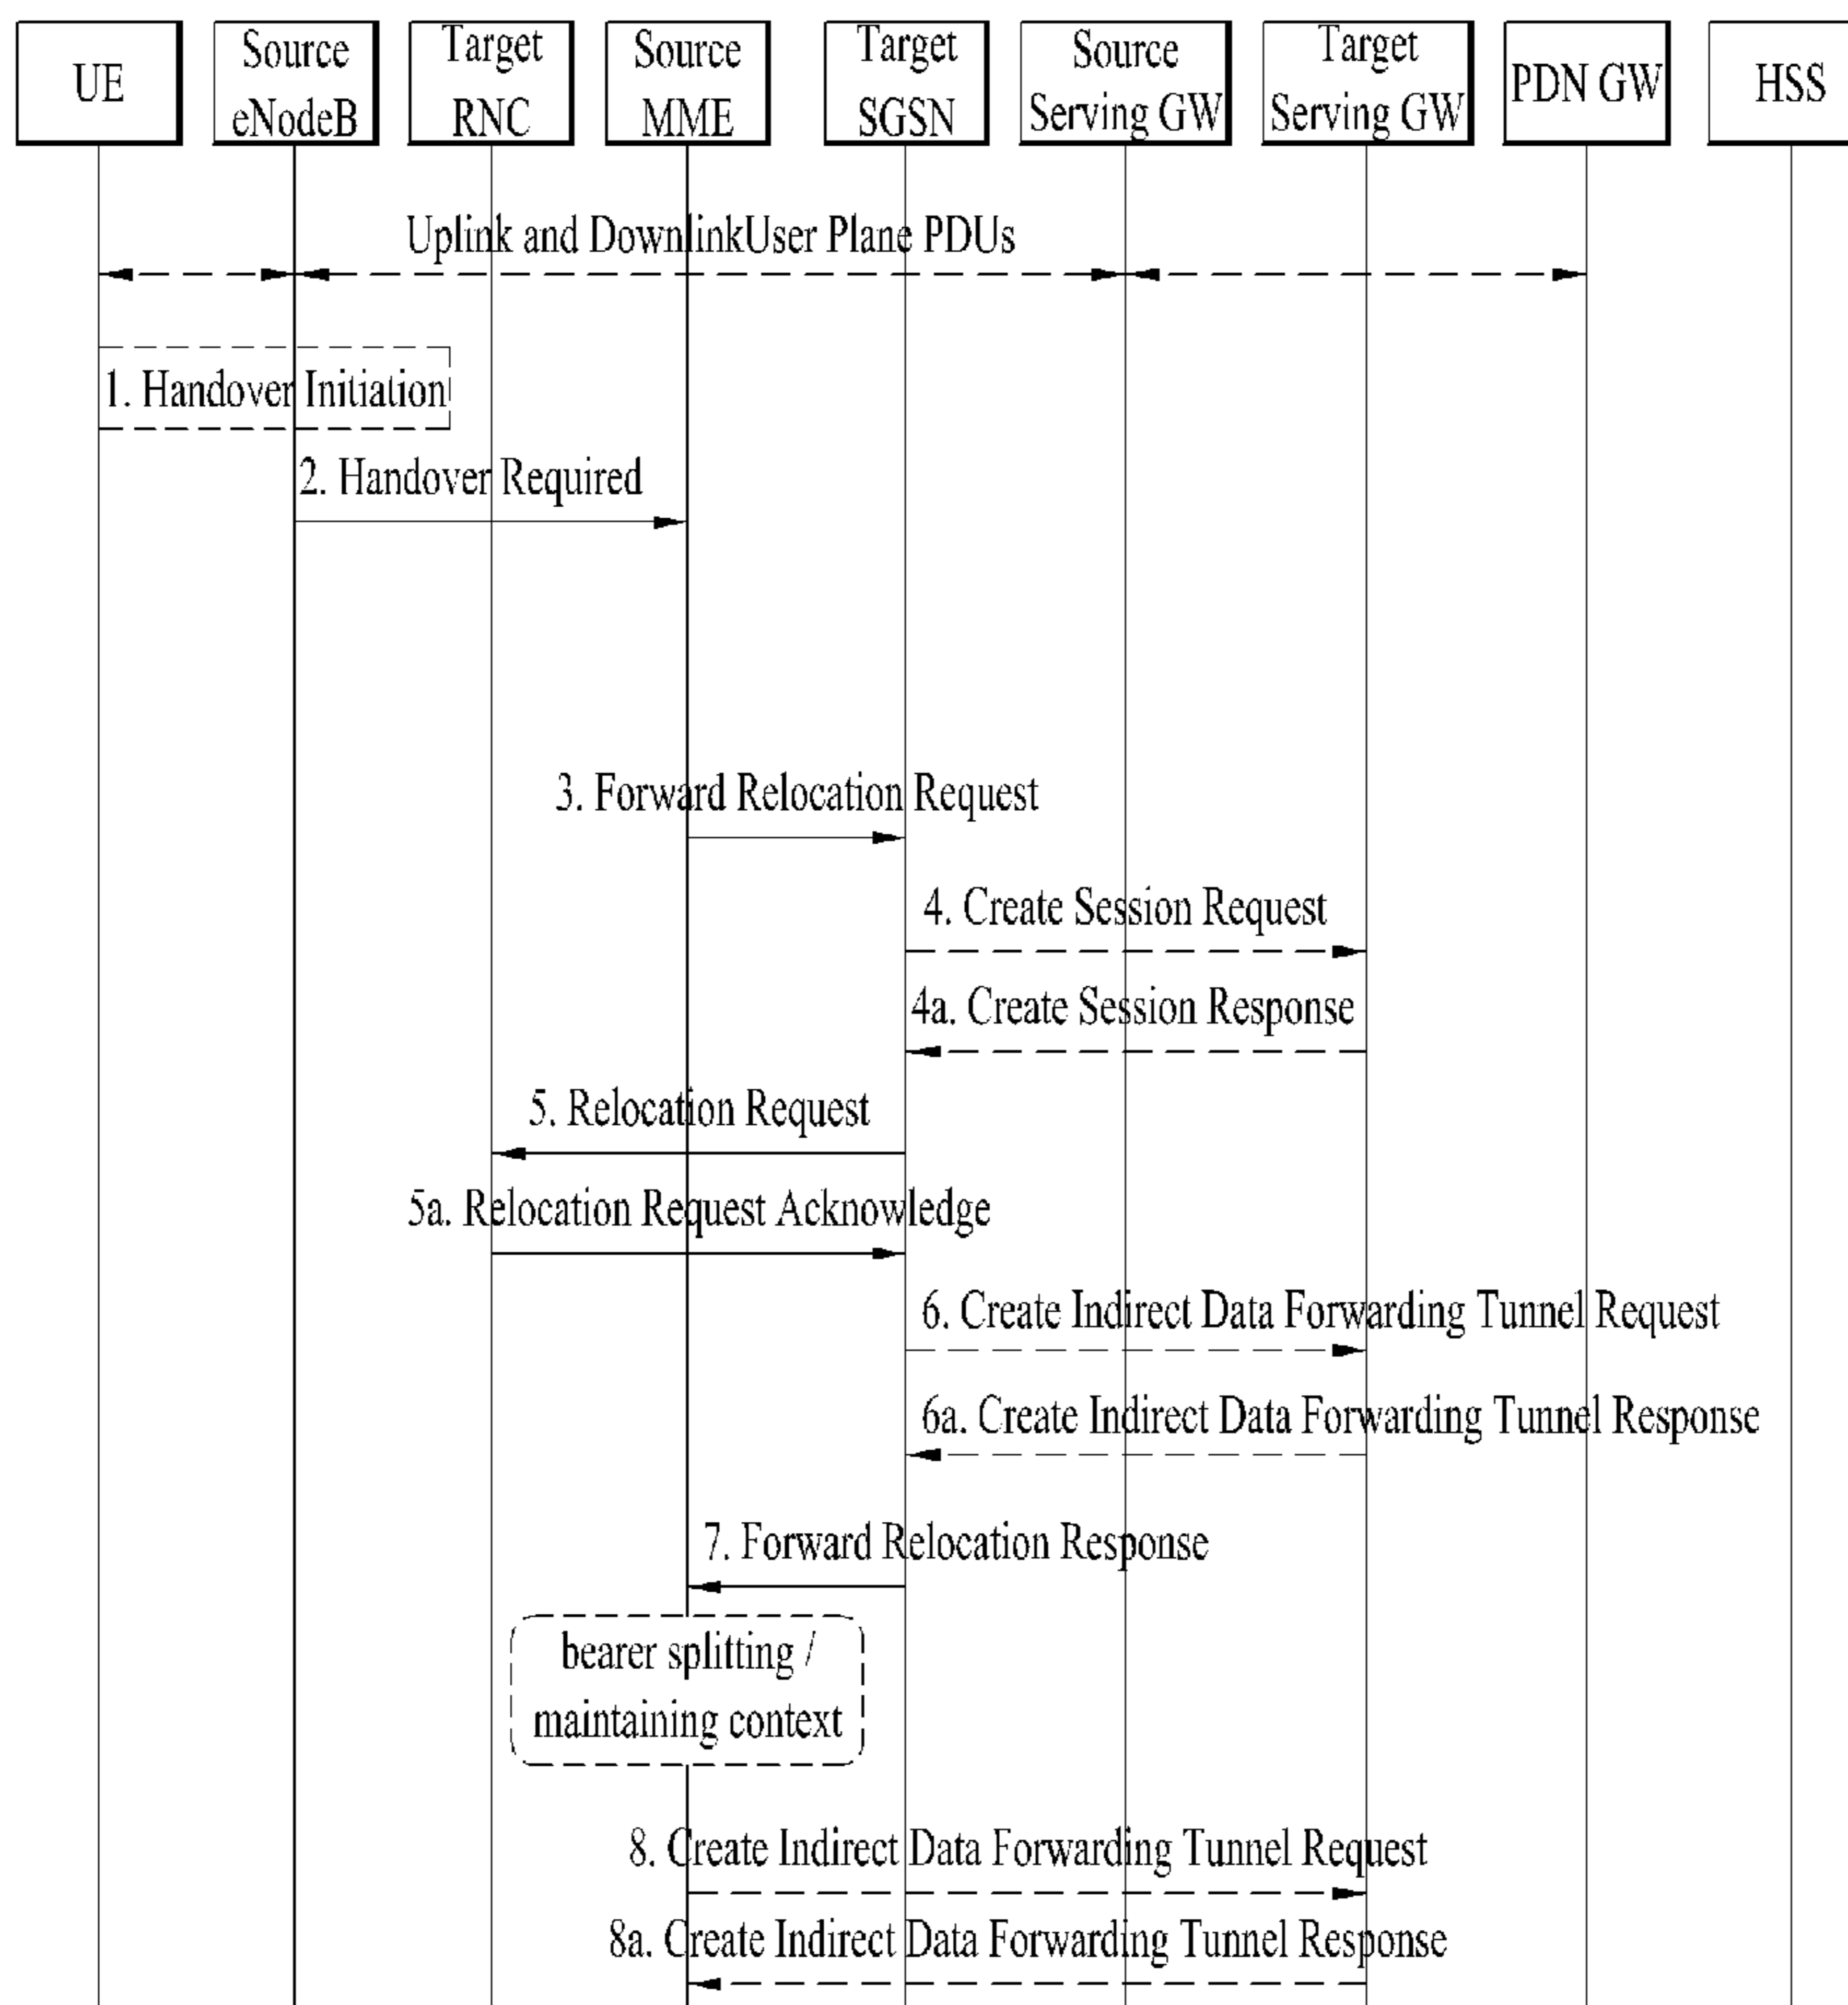 UE
Source
eNodeB
Target
RNC
Source
MME
Target
SGSN
Source
Serving GW
Target
Serving GW
PDN GW
HSS
Uplink and DownlinkUser Plane PDUs
1. Handover Initiation
2. Handover Required
3. Forward Relocation Request
4. Create Session Request
4a. Create Session Response
5. Relocation Request
5a. Relocation Request Acknowledge
6. Create Indirect Data Forwarding Tunnel Request
6a. Create Indirect Data Forwarding Tunnel Response
7. Forward Relocation Response
bearer splitting /
maintaining context
8. Create Indirect Data Forwarding Tunnel Request
8a. Create Indirect Data Forwarding Tunnel Response